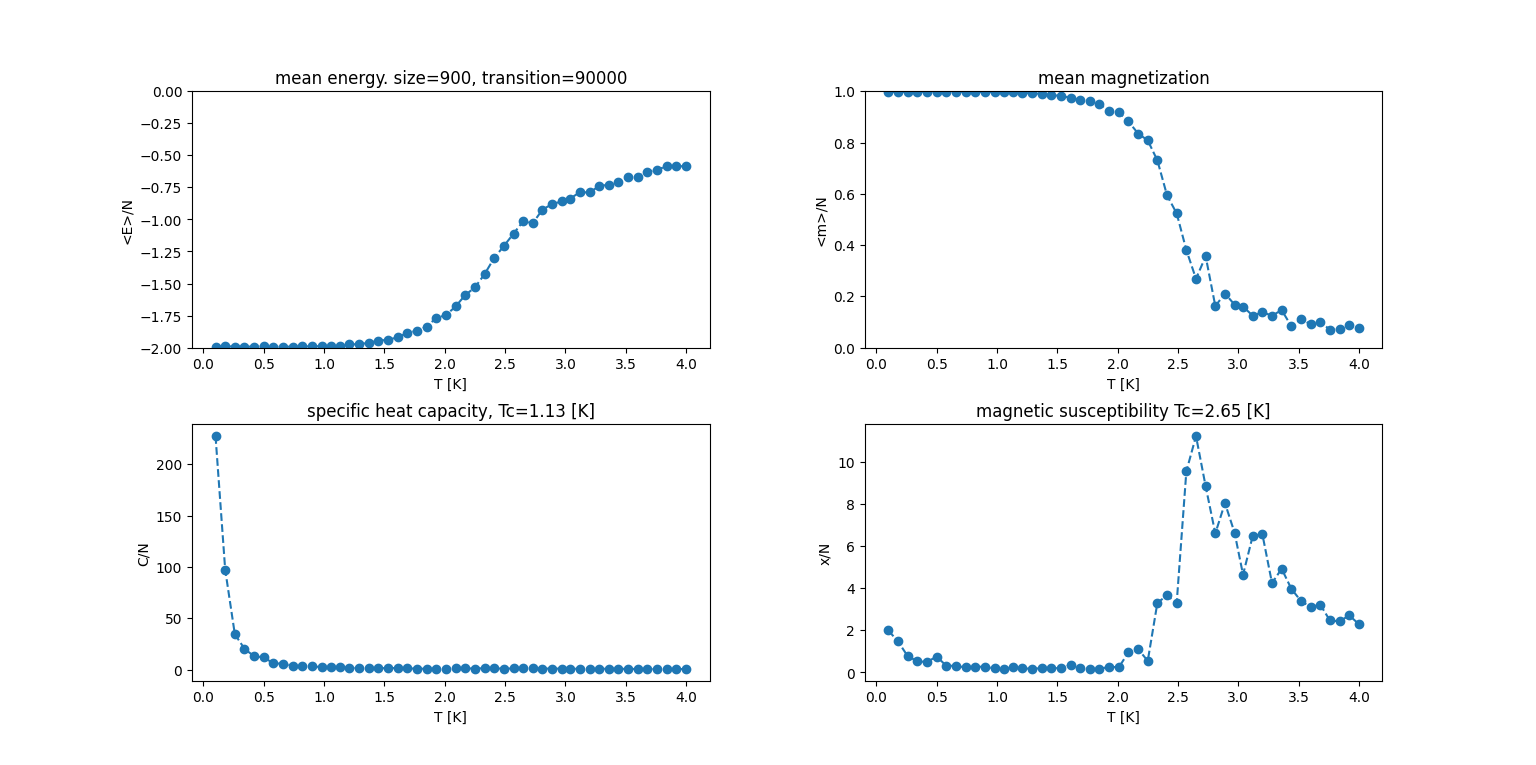 mean energy. size=900, transition=90000
0.00
−0.25
−0.50
−0.75
−1.00
−1.25
−1.50
−1.75
−2.00
<E>/N
0.0 0.5 1.0 1.5 2.0 2.5 3.0 3.5 4.0
T [K]
mean magnetization
1.0
0.8
0.6
0.4
0.2
0.0
<m>/N
0.0 0.5 1.0 1.5 2.0 2.5 3.0 3.5 4.0
T [K]
specific heat capacity, Tc=1.13 [K]
200
150
100
50
0
C/N
0.0 0.5 1.0 1.5 2.0 2.5 3.0 3.5 4.0
T [K]
magnetic susceptibility Tc=2.65 [K]
10
8
6
4
2
0
x/N
0.0 0.5 1.0 1.5 2.0 2.5 3.0 3.5 4.0
T [K]